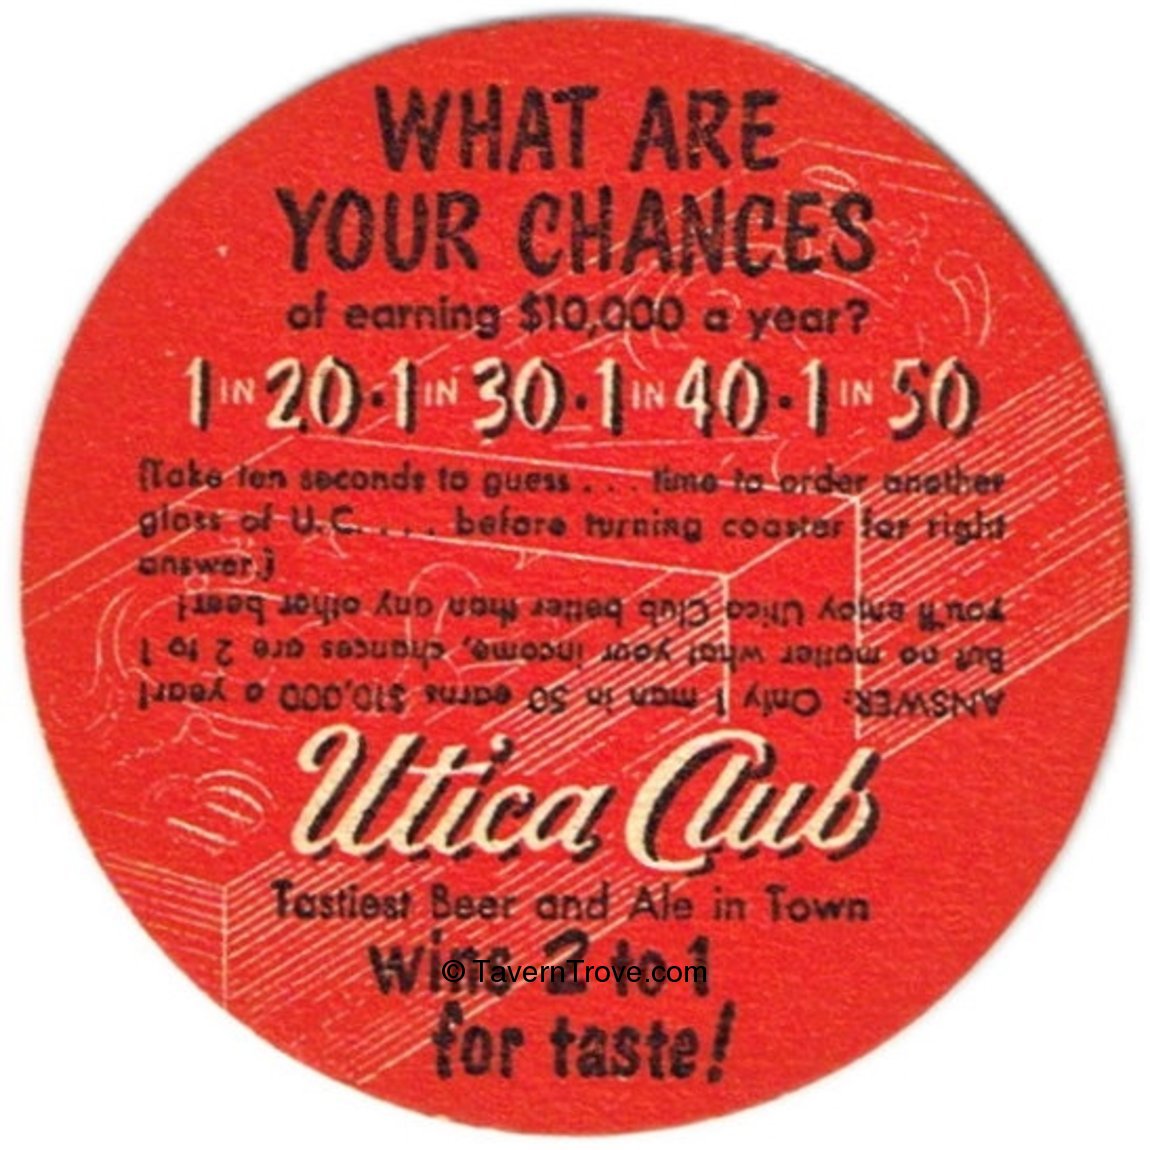 WHAT ARE
YOUR CHANCES
of earning $10,000 a year?
1 IN 20 · 1 IN 30 · 1 IN 40 · 1 IN 50
(Take ten seconds to guess . . . time to order another
glass of U.C. . . . before turning coaster for right
answer.)
ANSWER: Only 1 man in 50 earns $10,000 a year!
But no matter what your income, chances are 2 to 1
you'll enjoy Utica Club better than any other beer!
Utica Club
Tastiest Beer and Ale in Town
wins 2 to 1
for taste!
© TavernTrove.com